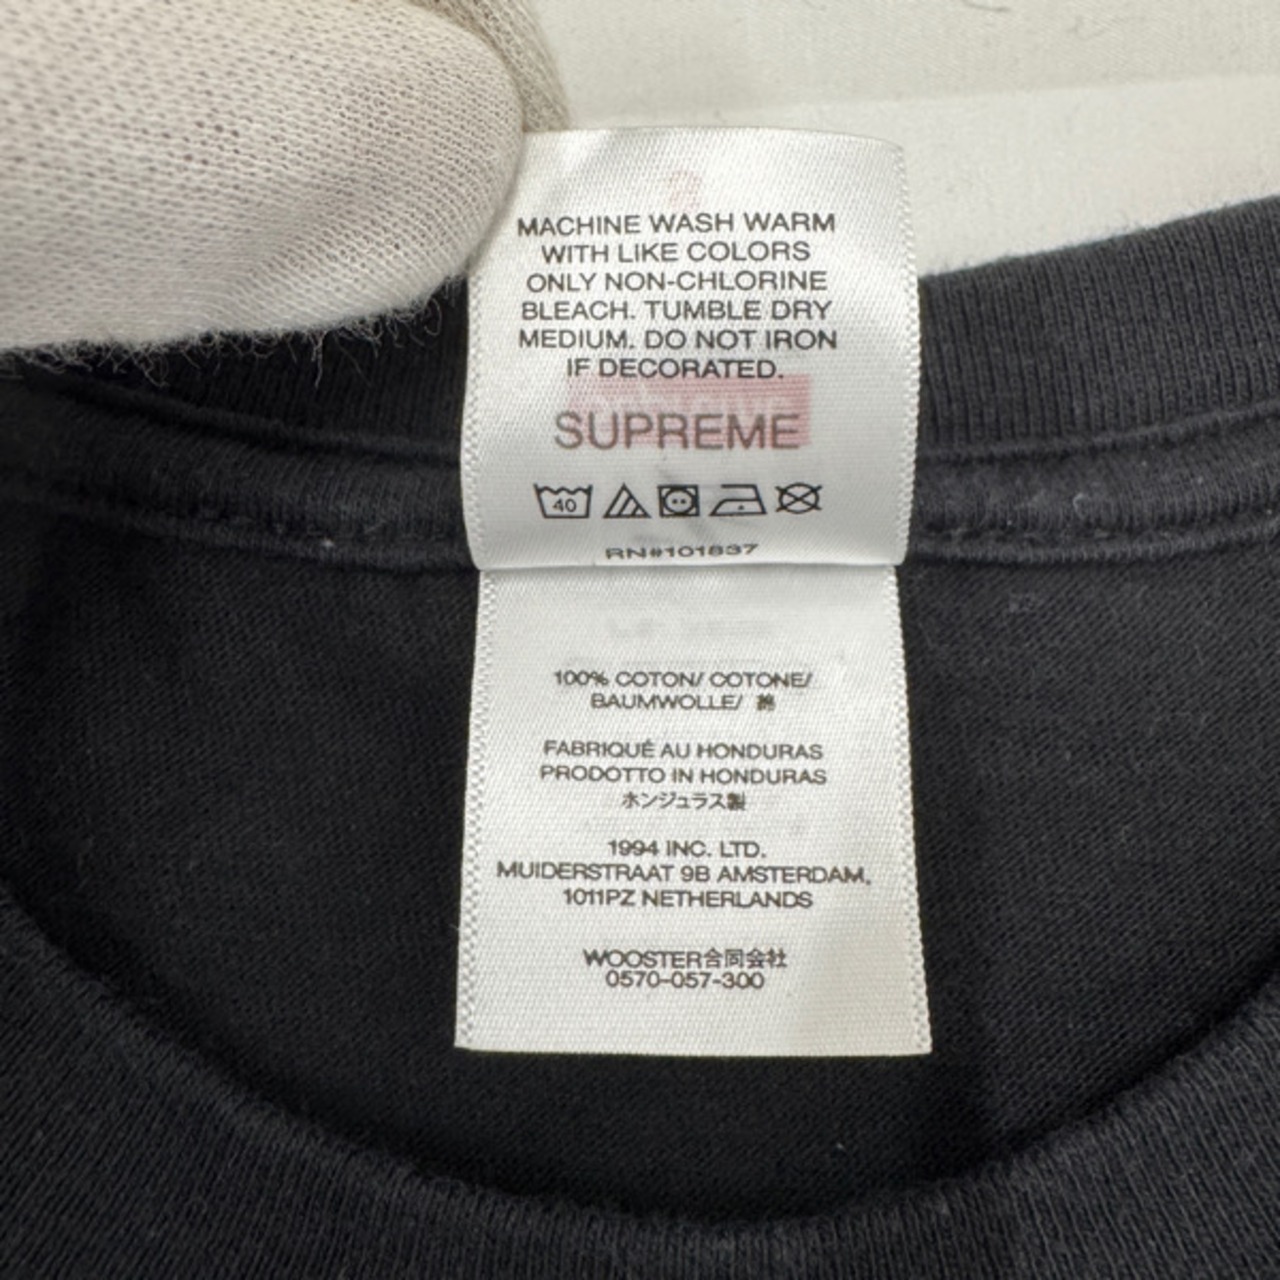 MACHINE WASH WARM
WITH LIKE COLORS
ONLY NON-CHLORINE
BLEACH. TUMBLE DRY
MEDIUM. DO NOT IRON
IF DECORATED.
SUPREME
40
RN#101837
100% COTON/ COTONE/
BAUMWOLLE/ 綿
FABRIQUÉ AU HONDURAS
PRODOTTO IN HONDURAS
ホンジュラス製
1994 INC. LTD.
MUIDERSTRAAT 9B AMSTERDAM,
1011PZ NETHERLANDS
WOOSTER合同会社
0570-057-300